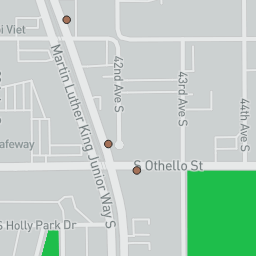 Viet
Martin Luther King Junior Way S
42nd Ave S
43rd Ave S
44th Ave S
afeway
S Othello St
S Holly Park Dr